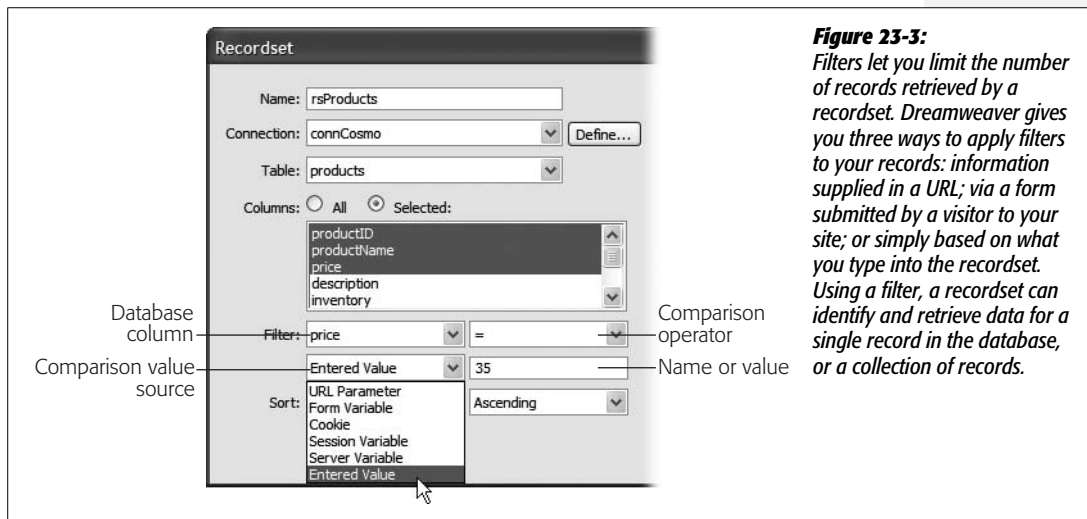 Recordset
Name: rsProducts
Connection: connCosmo Define...
Table: products
Columns: All Selected:
productID
productName
price
description
inventory
Database
column
Filter: price =
Comparison
operator
Comparison value
source
Entered Value 35
Name or value
Sort: Ascending
URL Parameter
Form Variable
Cookie
Session Variable
Server Variable
Entered Value
Figure 23-3:
Filters let you limit the number
of records retrieved by a
recordset. Dreamweaver gives
you three ways to apply filters
to your records: information
supplied in a URL; via a form
submitted by a visitor to your
site; or simply based on what
you type into the recordset.
Using a filter, a recordset can
identify and retrieve data for a
single record in the database,
or a collection of records.